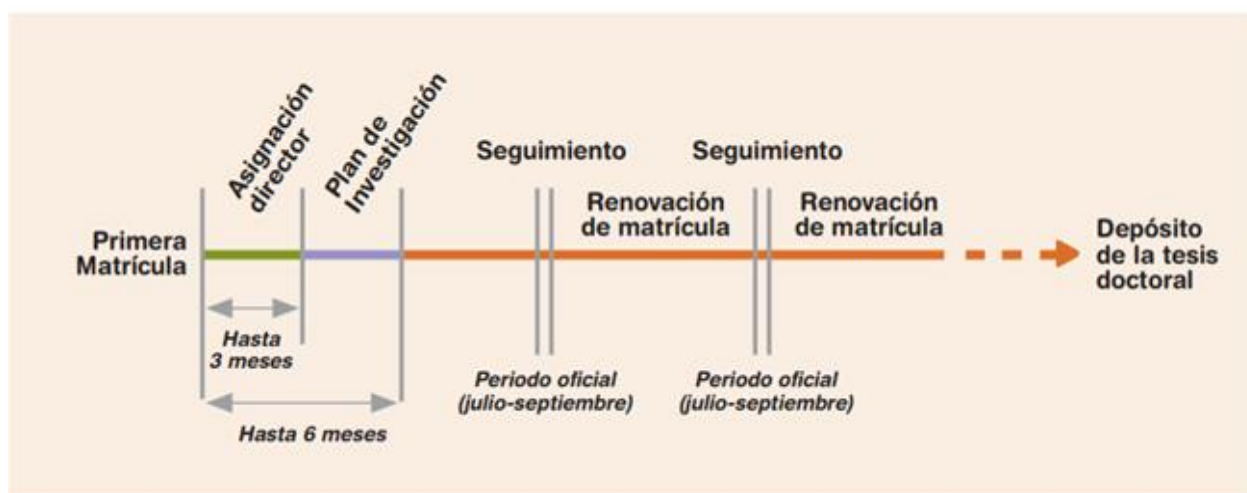 Asignación
director
Plan de
Investigación
Seguimiento
Seguimiento
Renovación
de matrícula
Renovación
de matrícula
Primera
Matrícula
Depósito
de la tesis
doctoral
Hasta
3 meses
Periodo oficial
(julio-septiembre)
Periodo oficial
(julio-septiembre)
Hasta 6 meses